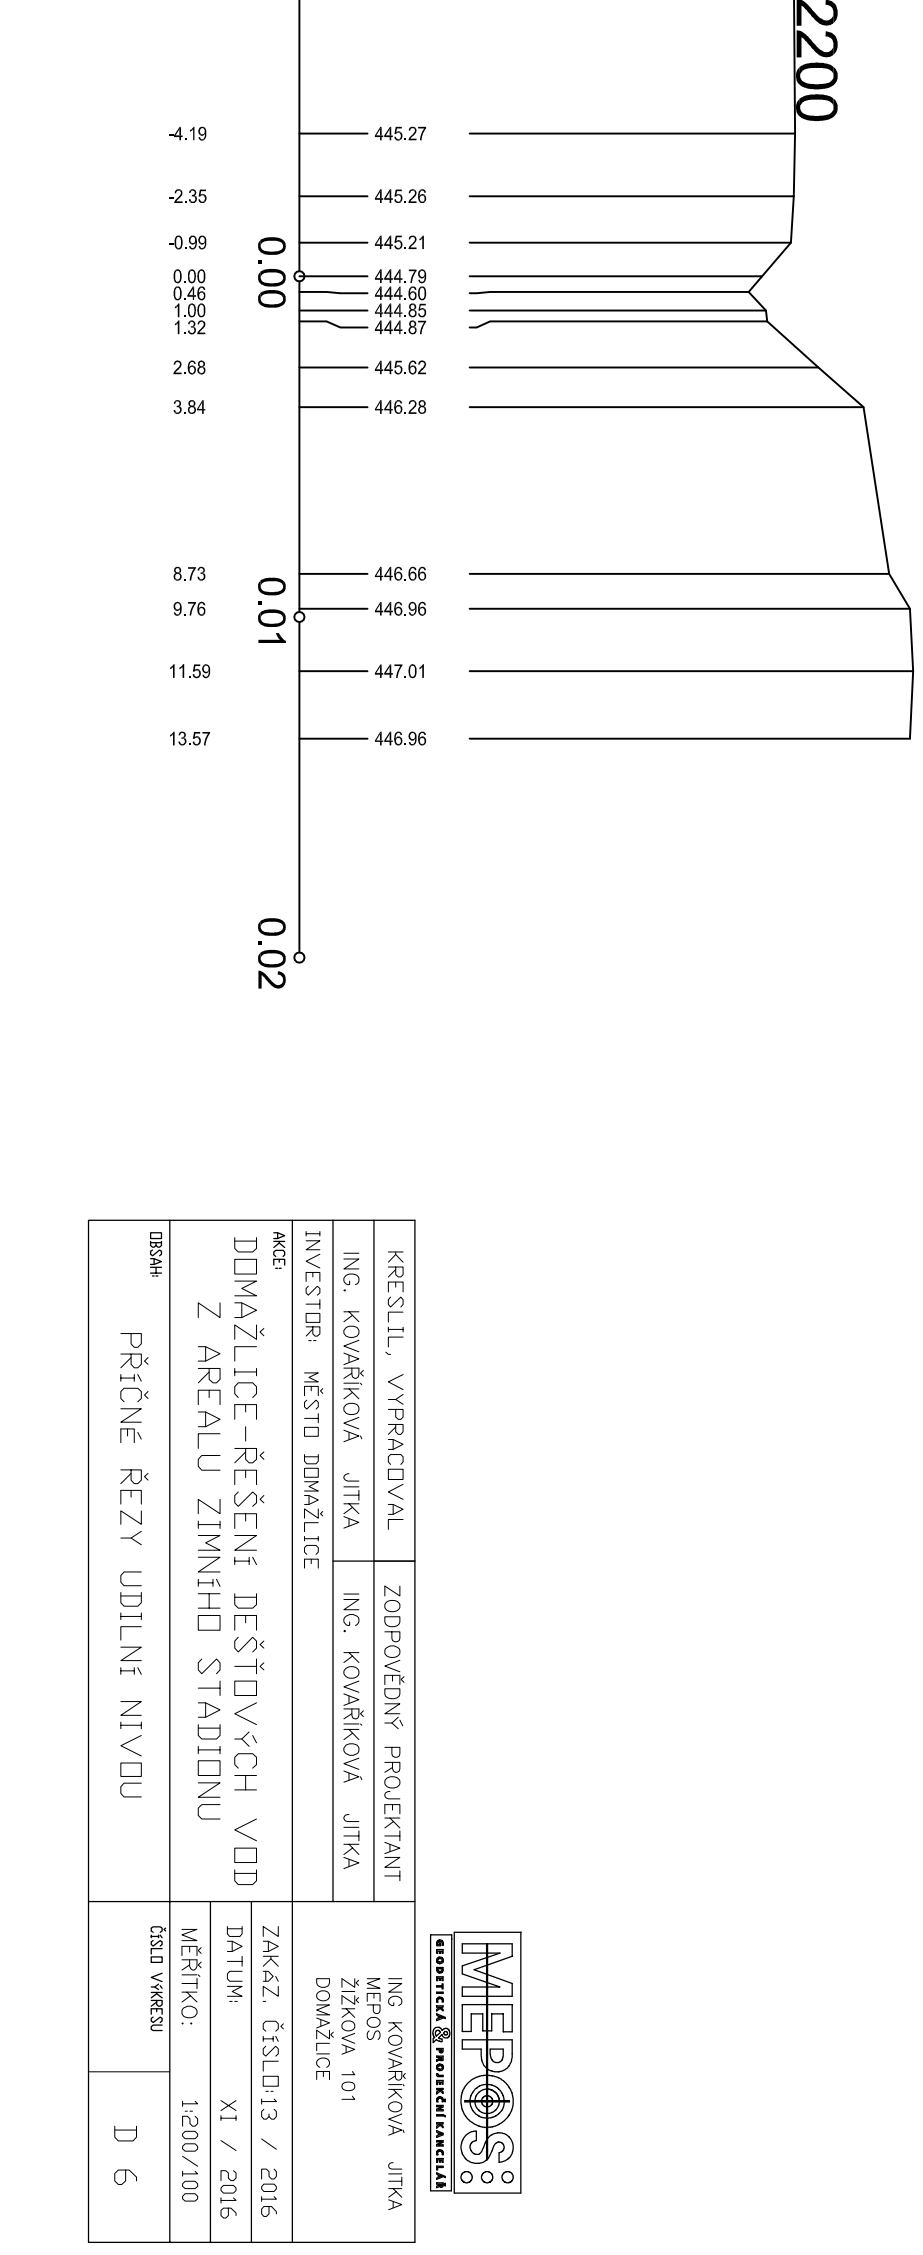 2200
-4.19 445.27
-2.35 445.26
-0.99 445.21
0.00 0.00 444.79
0.46 444.60
1.00 444.85
1.32 444.87
2.68 445.62
3.84 446.28
8.73 446.66
0.01
9.76 446.96
11.59 447.01
13.57 446.96
0.02
MEPOS
GEODETICKÁ & PROJEKČNÍ KANCELÁŘ
KRESLIL, VYPRACOVAL
ZODPOVĚDNÝ PROJEKTANT
ING. KOVAŘÍKOVÁ JITKA
ING. KOVAŘÍKOVÁ JITKA
ING KOVAŘÍKOVÁ JITKA
MEPOS
ŽIŽKOVA 101
DOMAŽLICE
INVESTOR: MĚSTO DOMAŽLICE
AKCE:
DOMAŽLICE-ŘEŠENÍ DEŠŤOVÝCH VOD
Z AREALU ZIMNÍHO STADIONU
ZAKÁZ. ČÍSLO:13 / 2016
DATUM: XI / 2016
MĚŘÍTKO: 1:200/100
OBSAH:
PŘÍČNÉ ŘEZY UDILNÍ NIVOU
ČÍSLO VÝKRESU
D 6